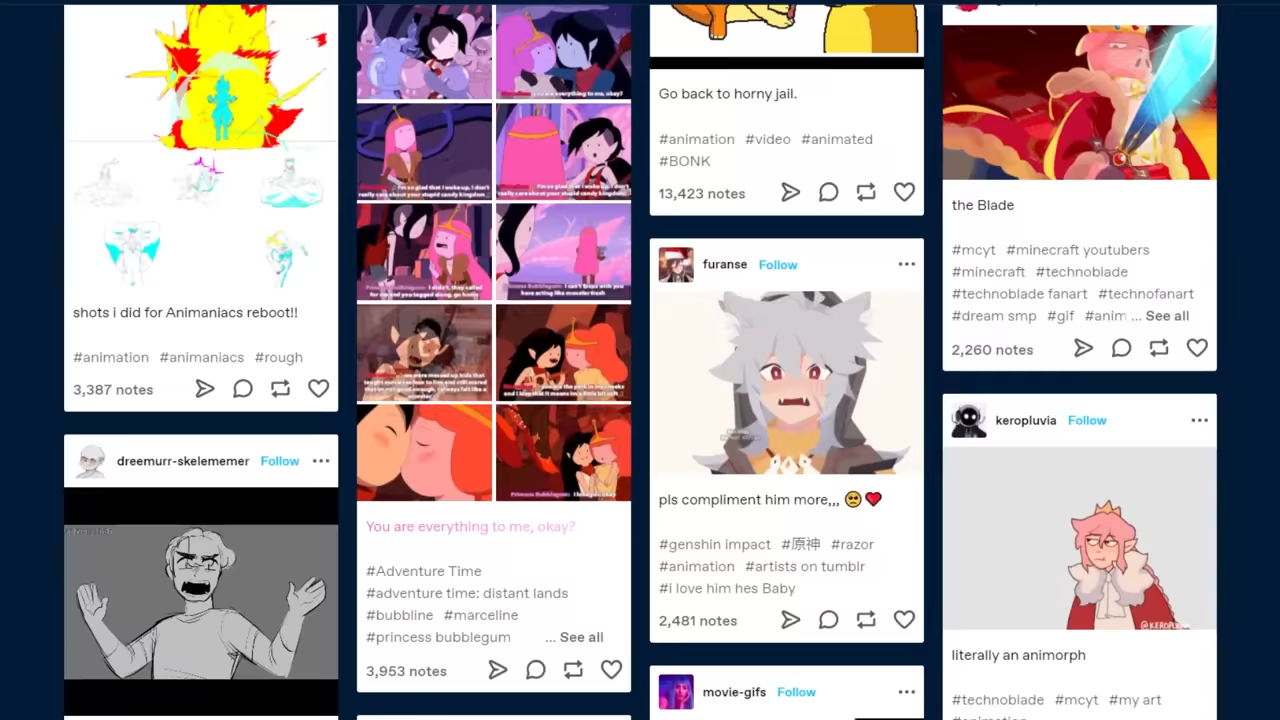 shots i did for Animaniacs reboot!!
#animation #animaniacs #rough
3,387 notes
dreemurr-skelememer Follow
You are everything to me, okay?
#Adventure Time
#adventure time: distant lands
#bubbline #marceline
#princess bubblegum ... See all
3,953 notes
Go back to horny jail.
#animation #video #animated
#BONK
13,423 notes
furanse Follow
pls compliment him more,,, 🥺❤️
#genshin impact #原神 #razor
#animation #artists on tumblr
#i love him hes Baby
2,481 notes
movie-gifs Follow
the Blade
#mcyt #minecraft youtubers
#minecraft #technoblade
#technoblade fanart #technofanart
#dream smp #gif #anim ... See all
2,260 notes
keropluvia Follow
literally an animorph
#technoblade #mcyt #my art
#animation